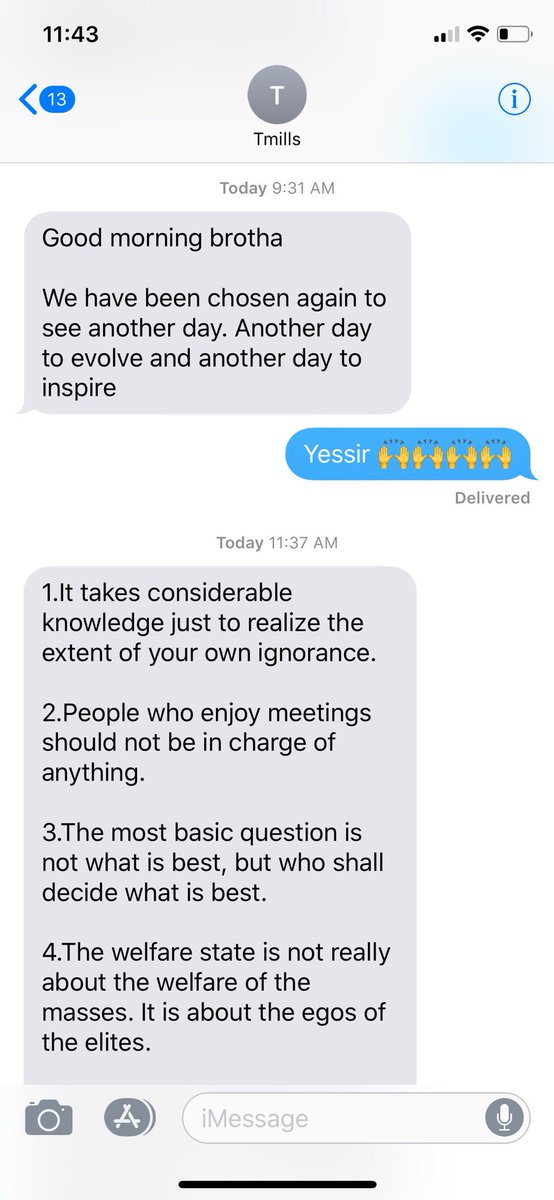 11:43
13
T
Tmills
Today 9:31 AM
Good morning brotha
We have been chosen again to
see another day. Another day
to evolve and another day to
inspire
Yessir 🙌🙌🙌🙌
Delivered
Today 11:37 AM
1.It takes considerable
knowledge just to realize the
extent of your own ignorance.
2.People who enjoy meetings
should not be in charge of
anything.
3.The most basic question is
not what is best, but who shall
decide what is best.
4.The welfare state is not really
about the welfare of the
masses. It is about the egos of
the elites.
iMessage